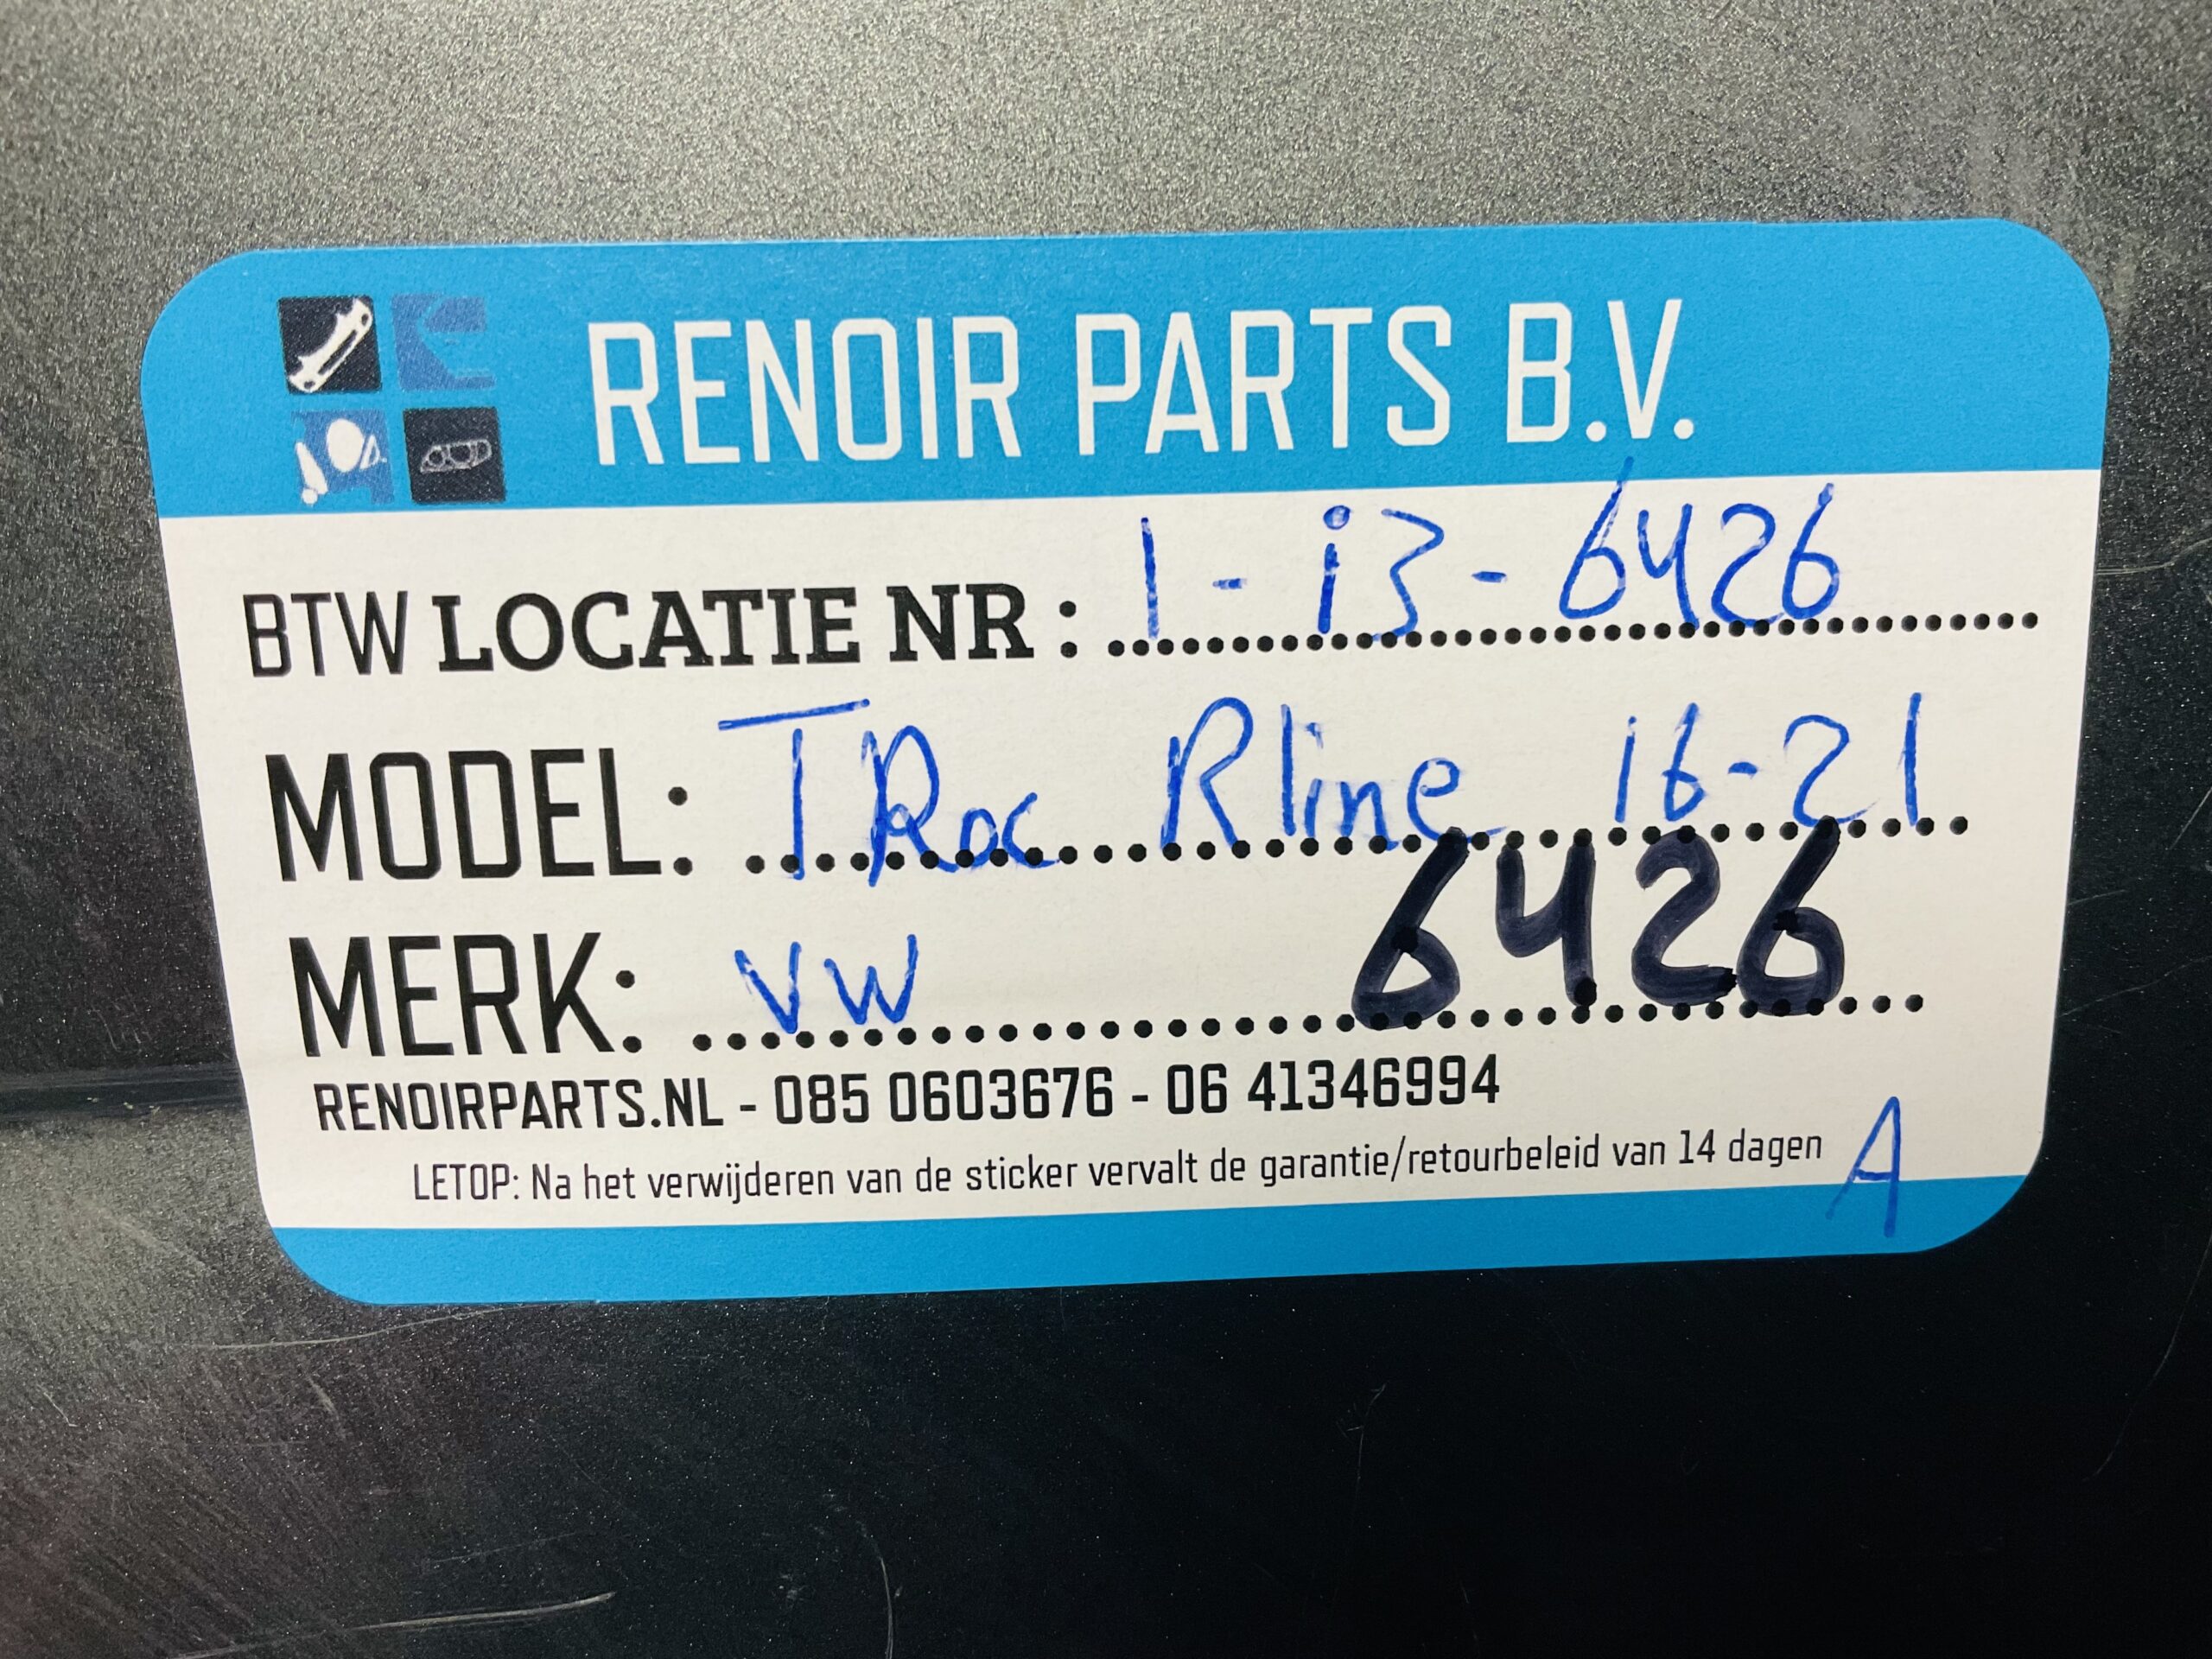 RENOIR PARTS B.V.
BTW LOCATIE NR : 1 - i3 - 6426
MODEL: T Roc Rline 16-21
MERK: VW 6426
RENOIRPARTS.NL - 085 0603676 - 06 41346994
LETOP: Na het verwijderen van de sticker vervalt de garantie/retourbeleid van 14 dagen A